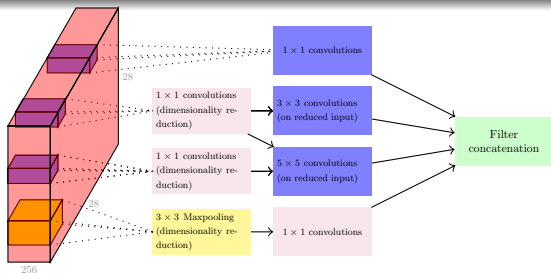 1 × 1 convolutions
28
1 × 1 convolutions
(dimensionality re-
duction)
3 × 3 convolutions
(on reduced input)
Filter
concatenation
1 × 1 convolutions
(dimensionality re-
duction)
5 × 5 convolutions
(on reduced input)
28
3 × 3 Maxpooling
(dimensionality re-
duction)
1 × 1 convolutions
256